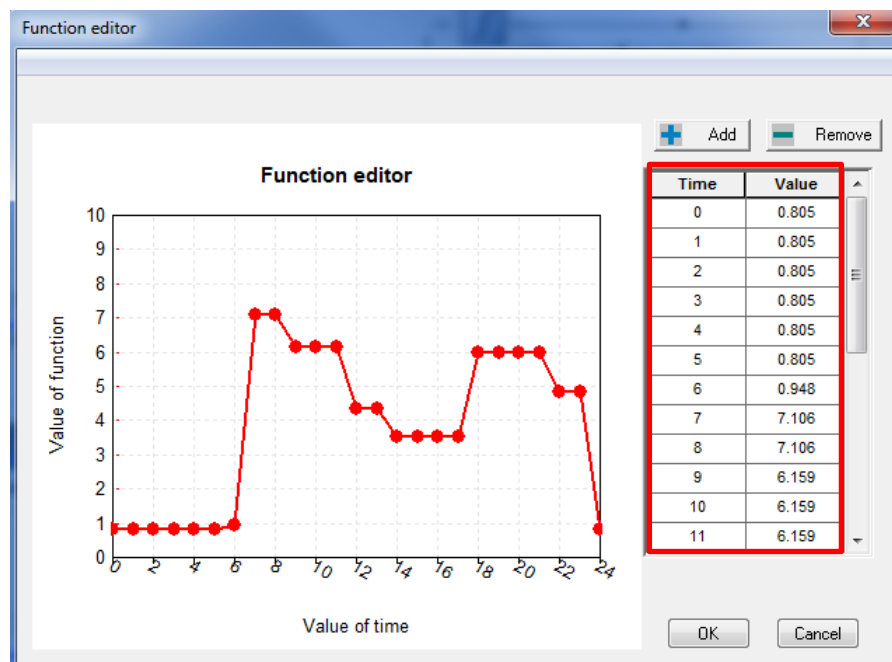 Function editor
Add Remove
Function editor
Time Value
0 0.805
1 0.805
2 0.805
3 0.805
4 0.805
5 0.805
6 0.948
7 7.106
8 7.106
9 6.159
10 6.159
11 6.159
10
9
8
7
6
5
4
3
2
1
0
Value of function
0 2 4 6 8 10 12 14 16 18 20 22 24
Value of time
OK Cancel